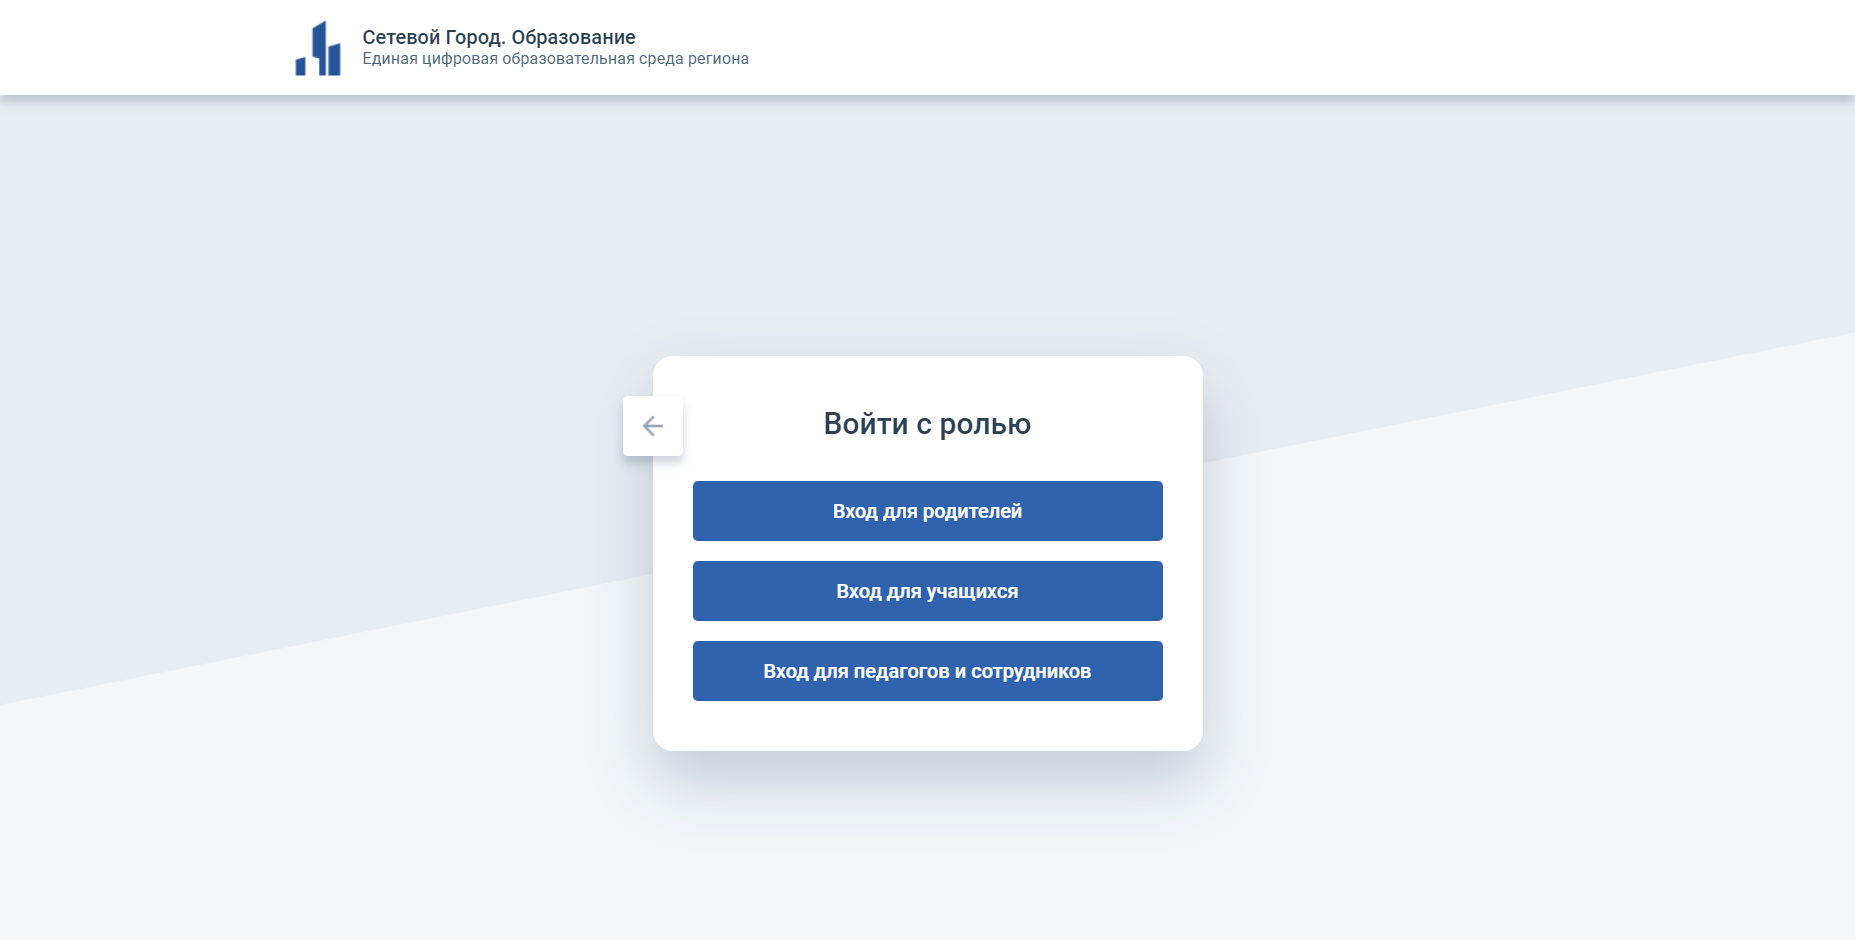 Сетевой Город. Образование
Единая цифровая образовательная среда региона
Войти с ролью
Вход для родителей
Вход для учащихся
Вход для педагогов и сотрудников